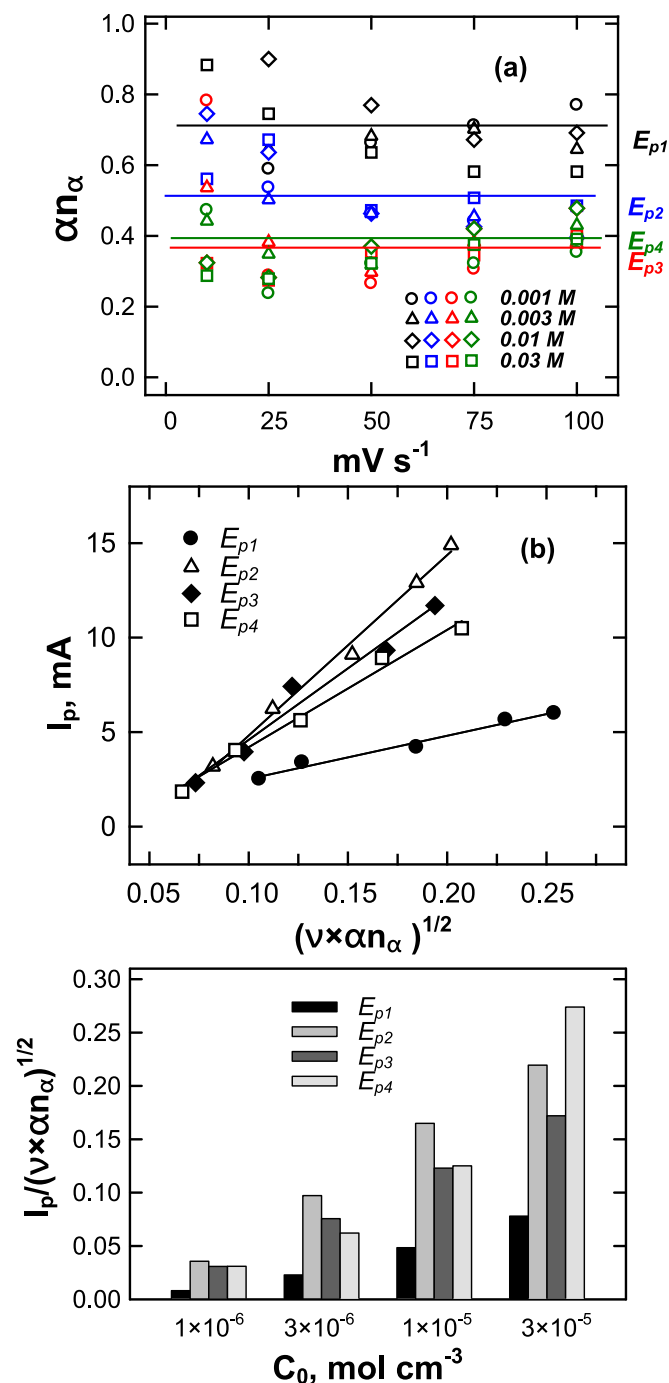 1.0
(a)
0.8
0.6
0.4
0.2
0.0
αnα
Ep1
Ep2
Ep4
Ep3
0.001 M
0.003 M
0.01 M
0.03 M
0 25 50 75 100
mV s-1
15
10
5
0
Ip, mA
Ep1
Ep2
Ep3
Ep4
(b)
0.05 0.10 0.15 0.20 0.25
(ν×αnα )1/2
0.30
0.25
0.20
0.15
0.10
0.05
0.00
Ip/(ν×αnα)1/2
Ep1
Ep2
Ep3
Ep4
1×10-6 3×10-6 1×10-5 3×10-5
C0, mol cm-3